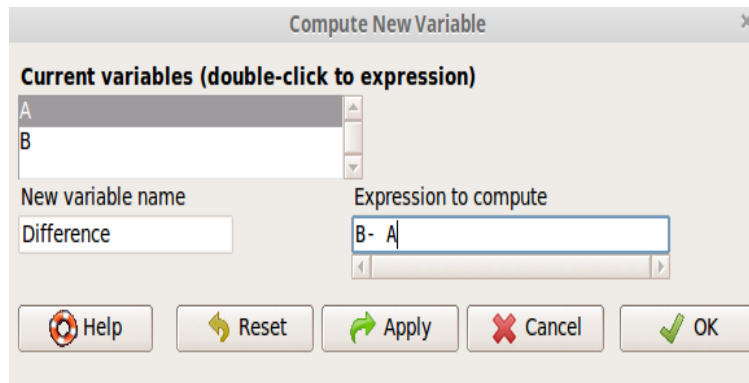 Compute New Variable
Current variables (double-click to expression)
A
B
New variable name
Expression to compute
Difference
B- A
Help
Reset
Apply
Cancel
OK